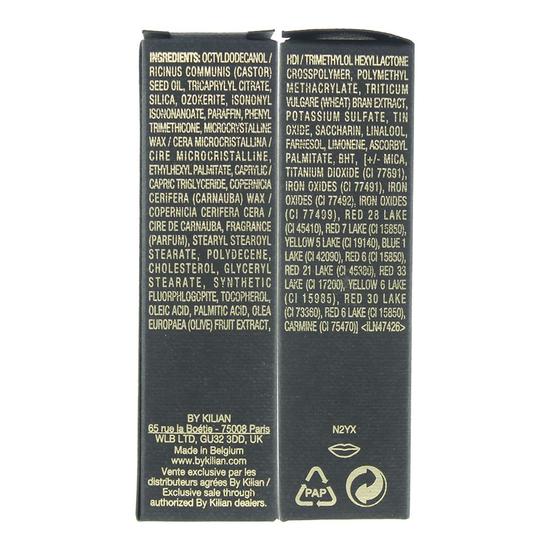 INGREDIENTS: OCTYLDODECANOL /
RICINUS COMMUNIS (CASTOR)
SEED OIL, TRICAPRYLYL CITRATE,
SILICA, OZOKERITE, ISONONYL
ISONONANOATE, PARAFFIN, PHENYL
TRIMETHICONE, MICROCRYSTALLINE
WAX / CERA MICROCRISTALLINA /
CIRE MICROCRISTALLINE,
ETHYLHEXYL PALMITATE, CAPRYLIC /
CAPRIC TRIGLYCERIDE, COPERNICIA
CERIFERA (CARNAUBA) WAX /
COPERNICIA CERIFERA CERA /
CIRE DE CARNAUBA, FRAGRANCE
(PARFUM), STEARYL STEAROYL
STEARATE, POLYDECENE,
CHOLESTEROL, GLYCERYL
STEARATE, SYNTHETIC
FLUORPHLOGOPITE, TOCOPHEROL,
OLEIC ACID, PALMITIC ACID, OLEA
EUROPAEA (OLIVE) FRUIT EXTRACT,
BY KILIAN
65 rue la Boétie - 75008 Paris
WLB LTD, GU32 3DD, UK
Made in Belgium
www.bykilian.com
Vente exclusive par les
distributeurs agrées By Kilian /
Exclusive sale through
authorized By Kilian dealers.
HDI / TRIMETHYLOL HEXYLLACTONE
CROSSPOLYMER, POLYMETHYL
METHACRYLATE, TRITICUM
VULGARE (WHEAT) BRAN EXTRACT,
POTASSIUM SULFATE, TIN
OXIDE, SACCHARIN, LINALOOL,
FARNESOL, LIMONENE, ASCORBYL
PALMITATE, BHT, [+/- MICA,
TITANIUM DIOXIDE (CI 77891),
IRON OXIDES (CI 77491), IRON
OXIDES (CI 77492), IRON OXIDES
(CI 77499), RED 28 LAKE
(CI 45410), RED 7 LAKE (CI 15850),
YELLOW 5 LAKE (CI 19140), BLUE 1
LAKE (CI 42090), RED 6 (CI 15850),
RED 21 LAKE (CI 45380), RED 33
LAKE (CI 17200), YELLOW 6 LAKE
(CI 15985), RED 30 LAKE
(CI 73360), RED 6 LAKE (CI 15850),
CARMINE (CI 75470)] <ILN47426>
N2YX
PAP